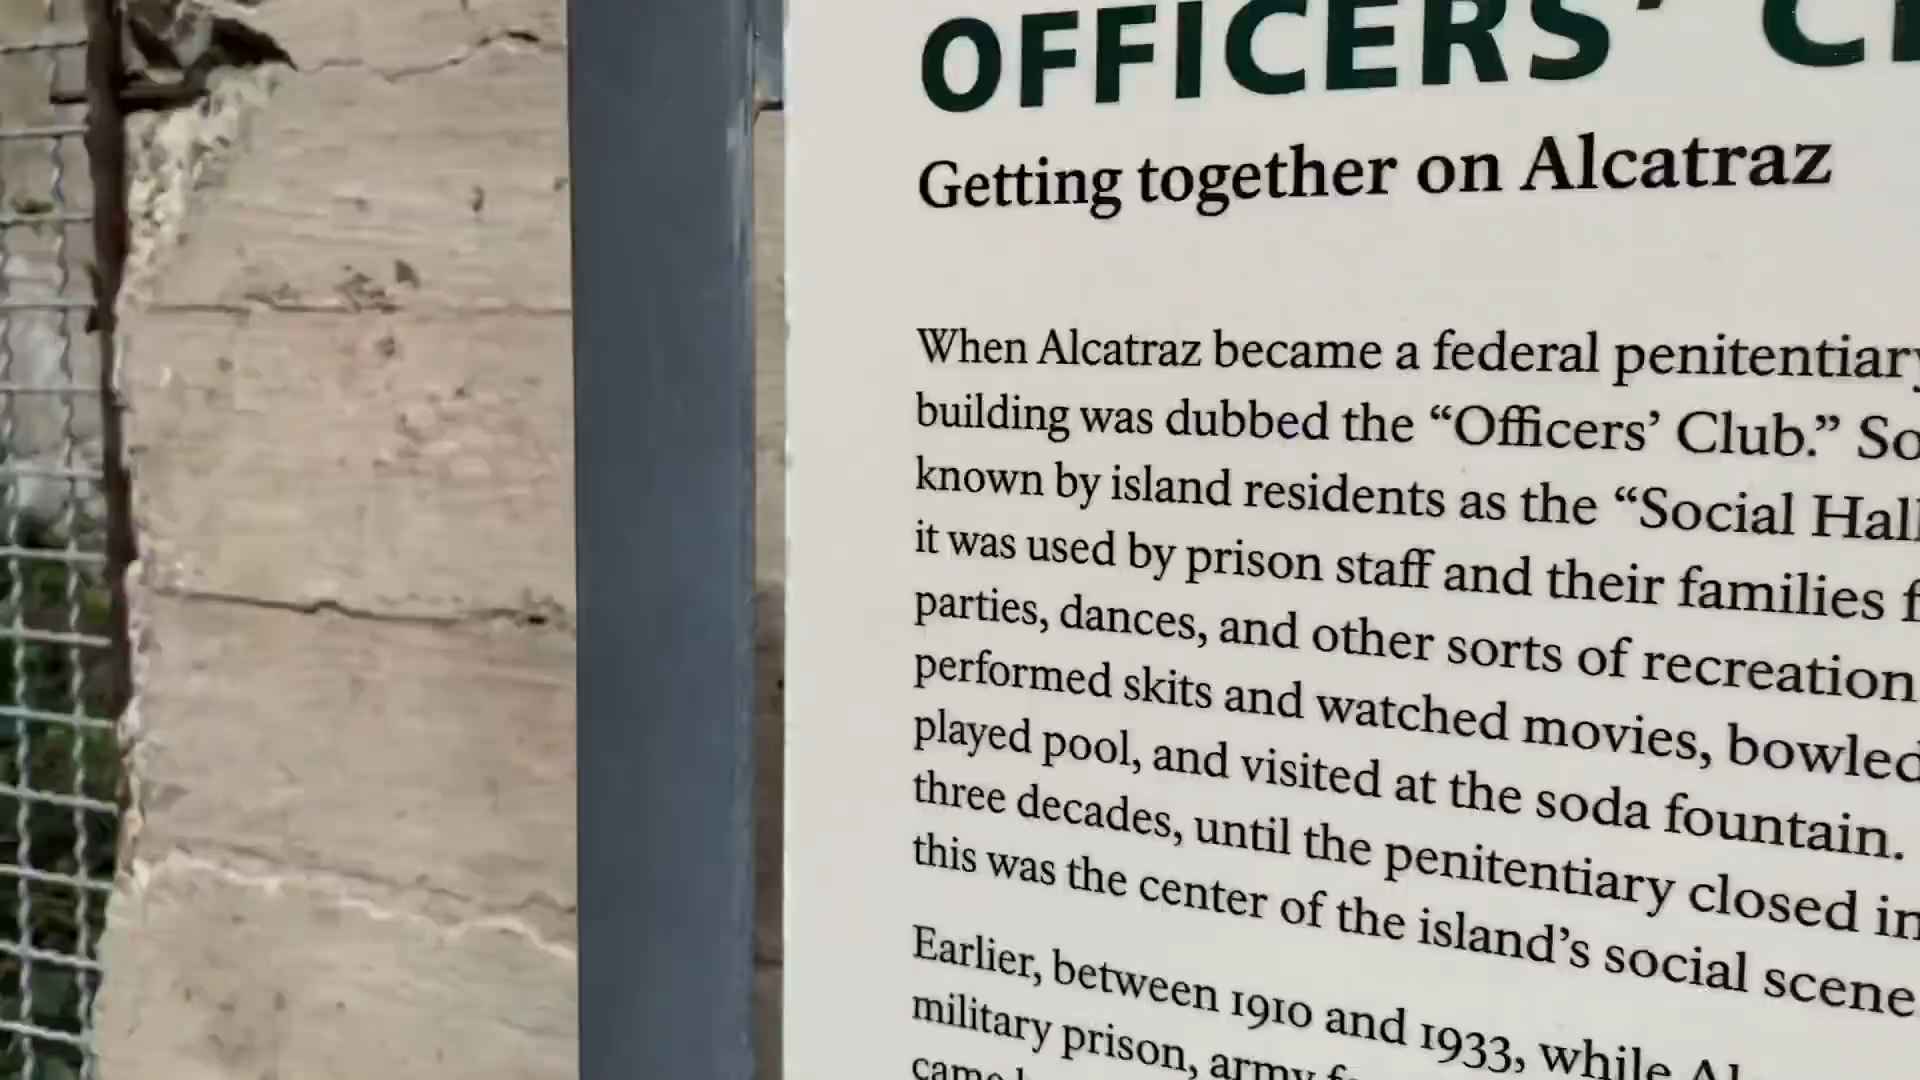 OFFICERS’
Getting together on Alcatraz
When Alcatraz became a federal penitentiary
building was dubbed the “Officers’ Club.”
known by island residents as the “Social Hall
it was used by prison staff and their families
parties, dances, and other sorts of recreation
performed skits and watched movies, bowled
played pool, and visited at the soda fountain.
three decades, until the penitentiary closed in
this was the center of the island’s social scene
Earlier, between 1910 and 1933, while
military prison, army